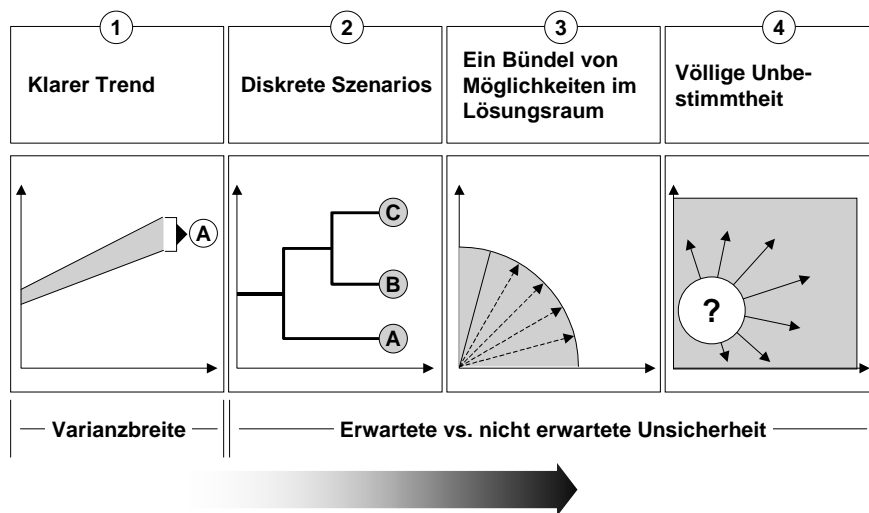 1
2
3
4
Klarer Trend
Diskrete Szenarios
Ein Bündel von
Möglichkeiten im
Lösungsraum
Völlige Unbe-
stimmtheit
A
C
B
A
?
Varianzbreite
Erwartete vs. nicht erwartete Unsicherheit